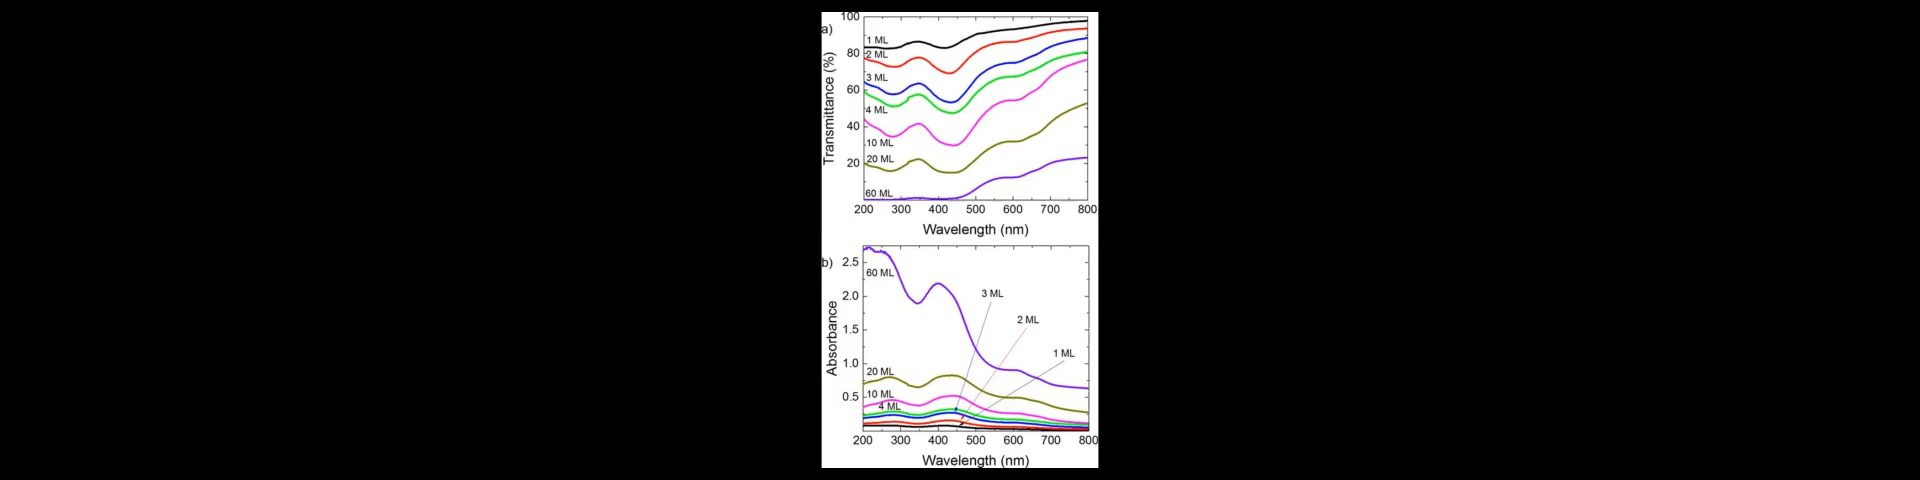 a)
Transmittance (%)
100
80
60
40
20
1 ML
2 ML
3 ML
4 ML
10 ML
20 ML
60 ML
200 300 400 500 600 700 800
Wavelength (nm)
b)
Absorbance
2.5
2.0
1.5
1.0
0.5
60 ML
3 ML
2 ML
1 ML
20 ML
10 ML
4 ML
200 300 400 500 600 700 800
Wavelength (nm)